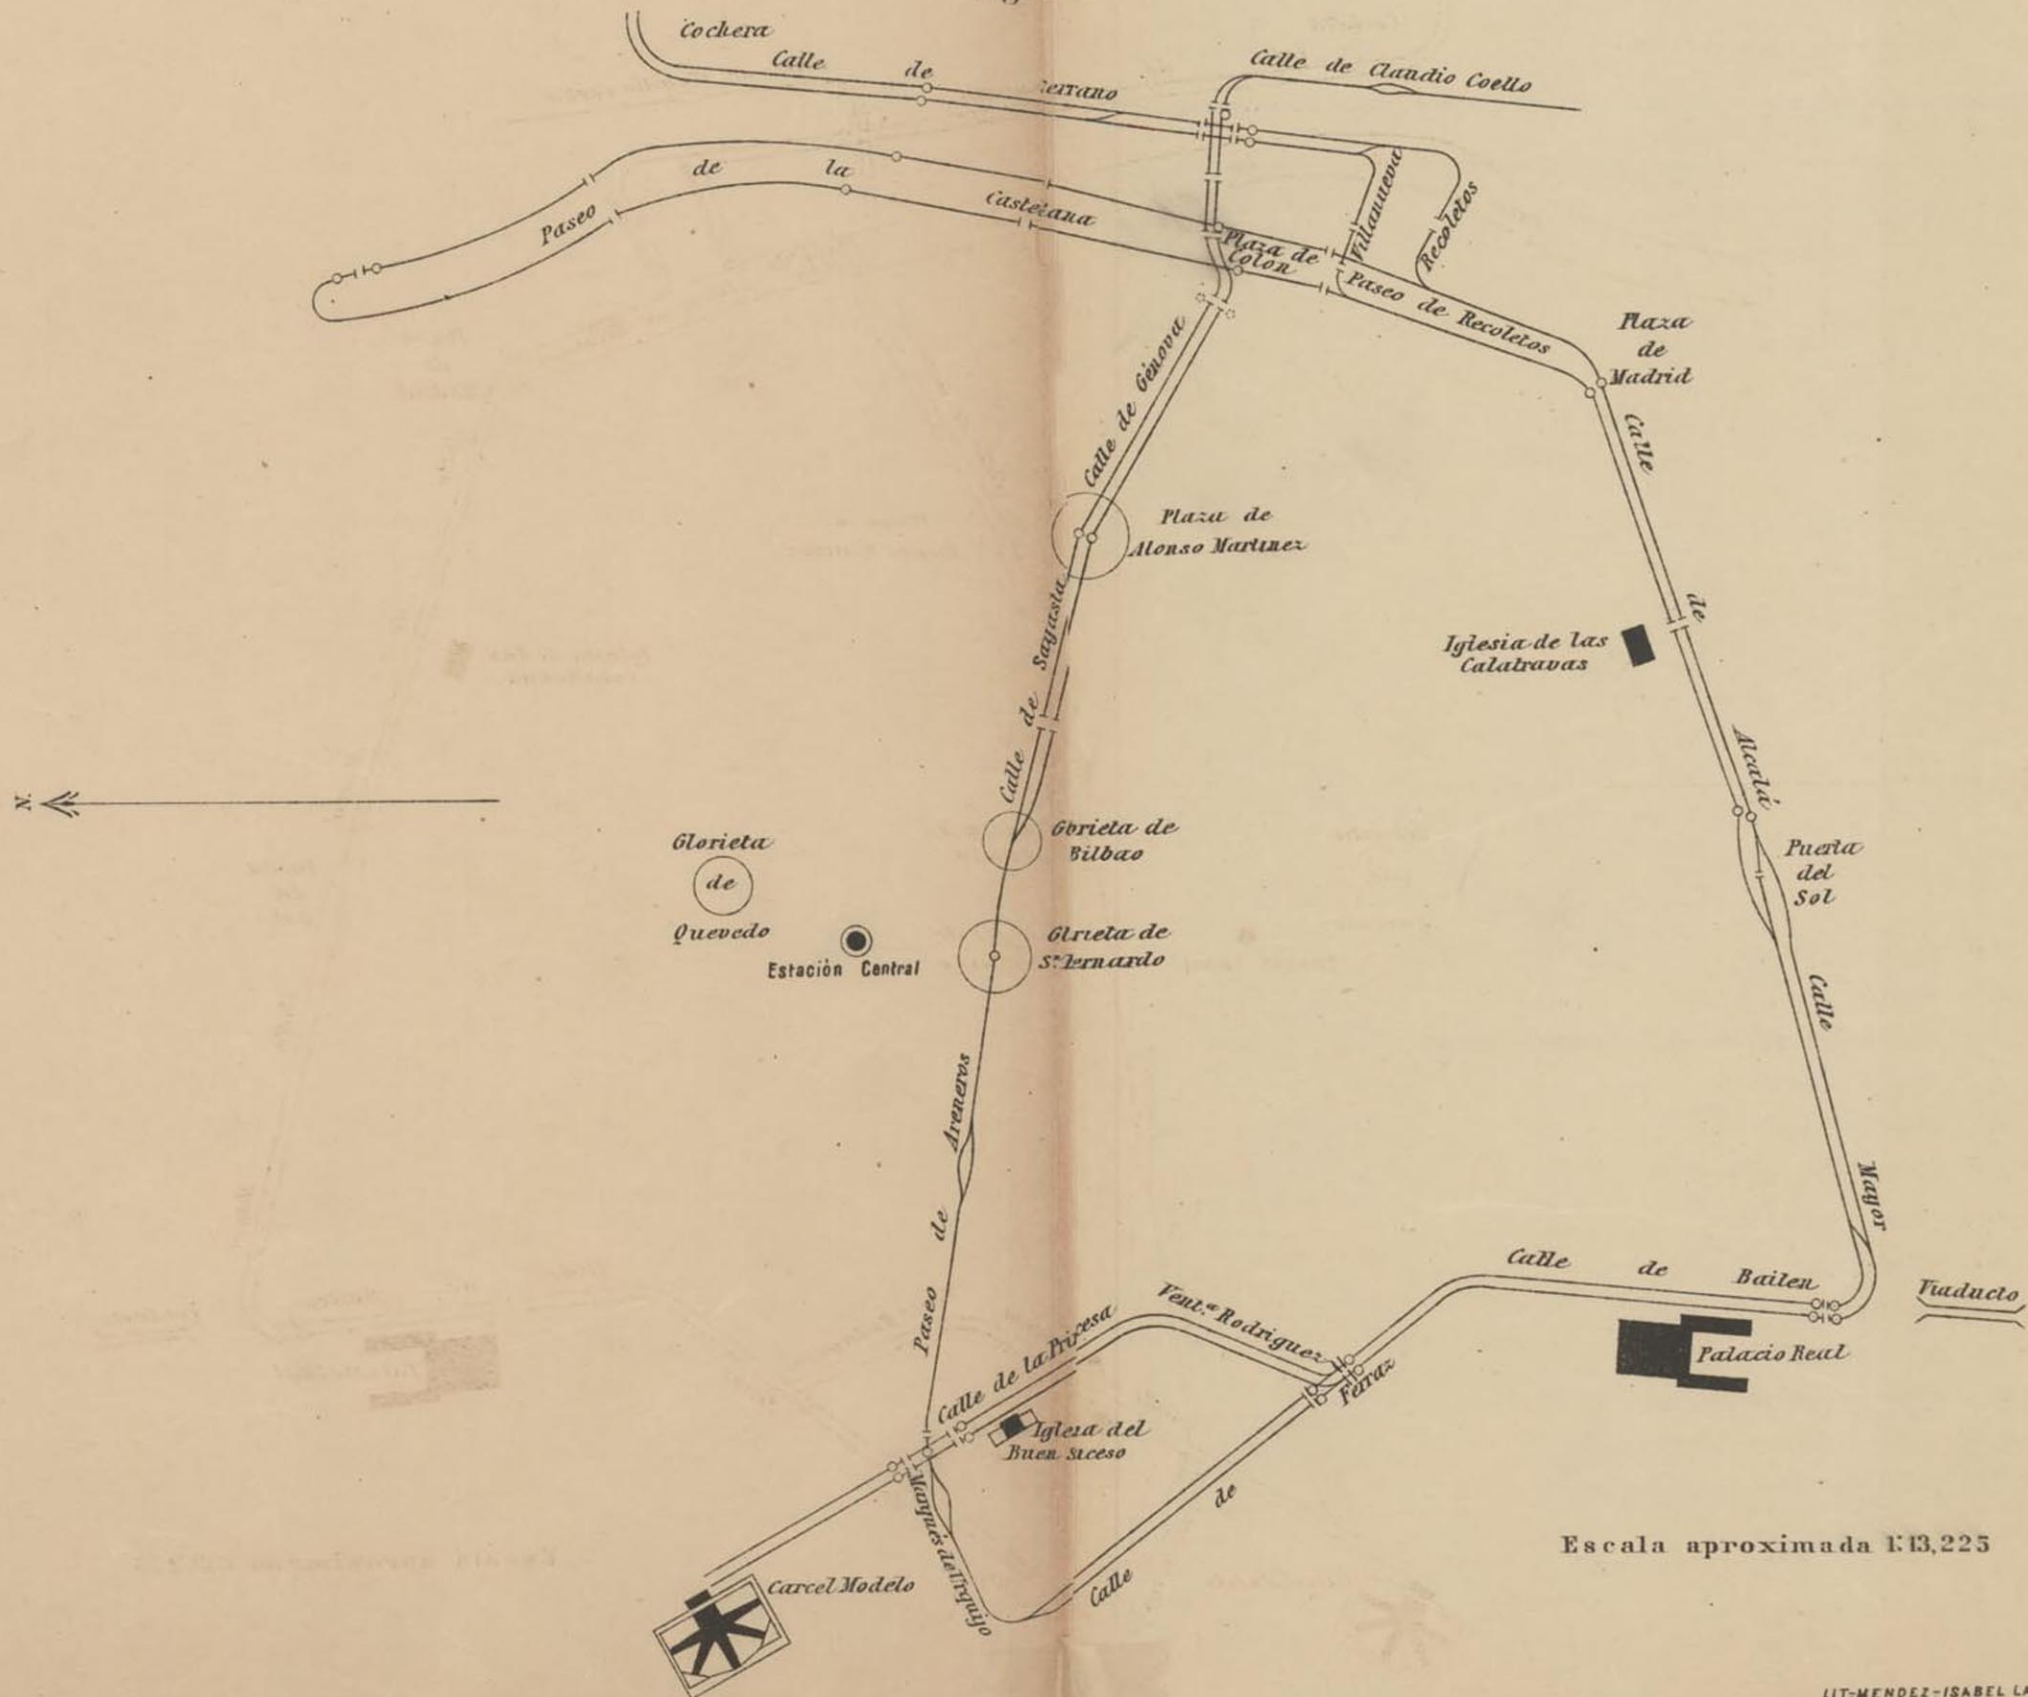 Cochera
Calle de Serrano
Calle de Claudio Coello
Paseo de la Castellana
Villanueva
Recoletos
Plaza de
Colon
Paseo de Recoletos
Plaza
de
Madrid
Calle de Génova
Calle de Alcalá
Plaza de
Alonso Martinez
Calle de Sagasta
Iglesia de las
Calatravas
N.
Glorieta
de
Quevedo
Glorieta de
Bilbao
Puerta
del
Sol
Estación Central
Glorieta de
Sn Bernardo
Calle Mayor
Paseo de Areneros
Calle de Bailen
Viaducto
Palacio Real
Vent.a Rodriguez
Calle de la Princesa
Calle de Ferraz
Iglesia del
Buen Suceso
Marqués de Urquijo
Carcel Modelo
Escala aproximada 1:13,225
LIT-MENDEZ-ISABEL LA